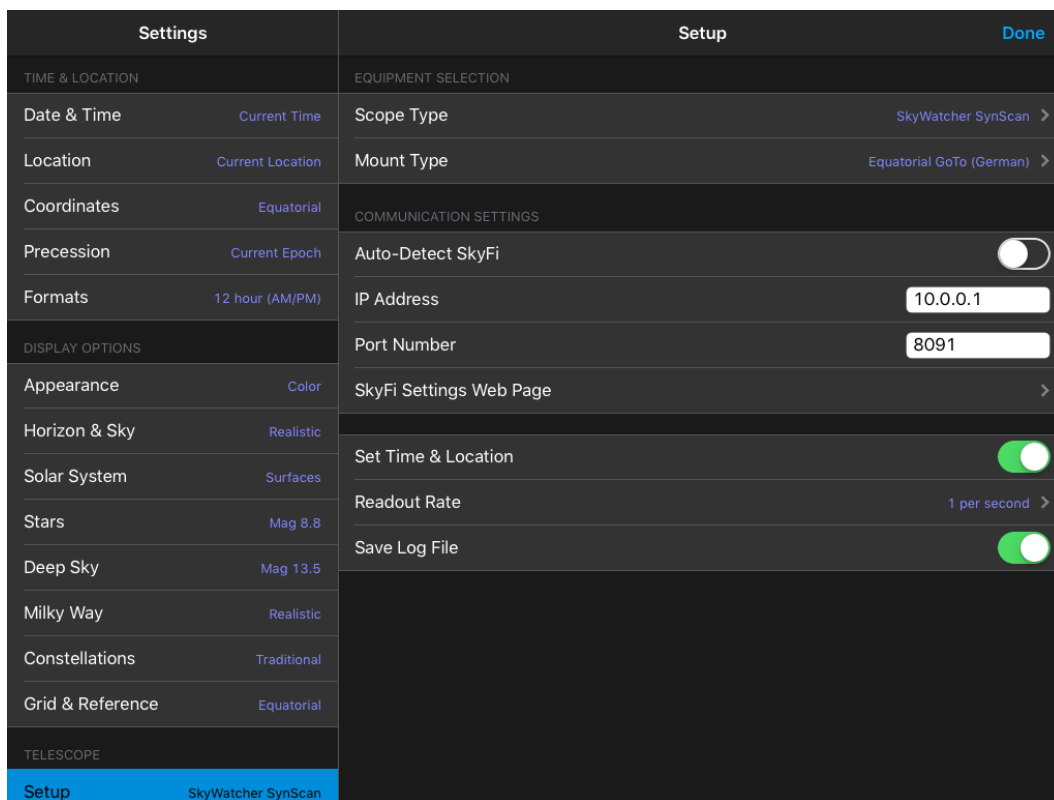 Settings
TIME & LOCATION
Date & Time Current Time
Location Current Location
Coordinates Equatorial
Precession Current Epoch
Formats 12 hour (AM/PM)
DISPLAY OPTIONS
Appearance Color
Horizon & Sky Realistic
Solar System Surfaces
Stars Mag 8.8
Deep Sky Mag 13.5
Milky Way Realistic
Constellations Traditional
Grid & Reference Equatorial
TELESCOPE
Setup SkyWatcher SynScan
Setup Done
EQUIPMENT SELECTION
Scope Type SkyWatcher SynScan
Mount Type Equatorial GoTo (German)
COMMUNICATION SETTINGS
Auto-Detect SkyFi
IP Address 10.0.0.1
Port Number 8091
SkyFi Settings Web Page
Set Time & Location
Readout Rate 1 per second
Save Log File